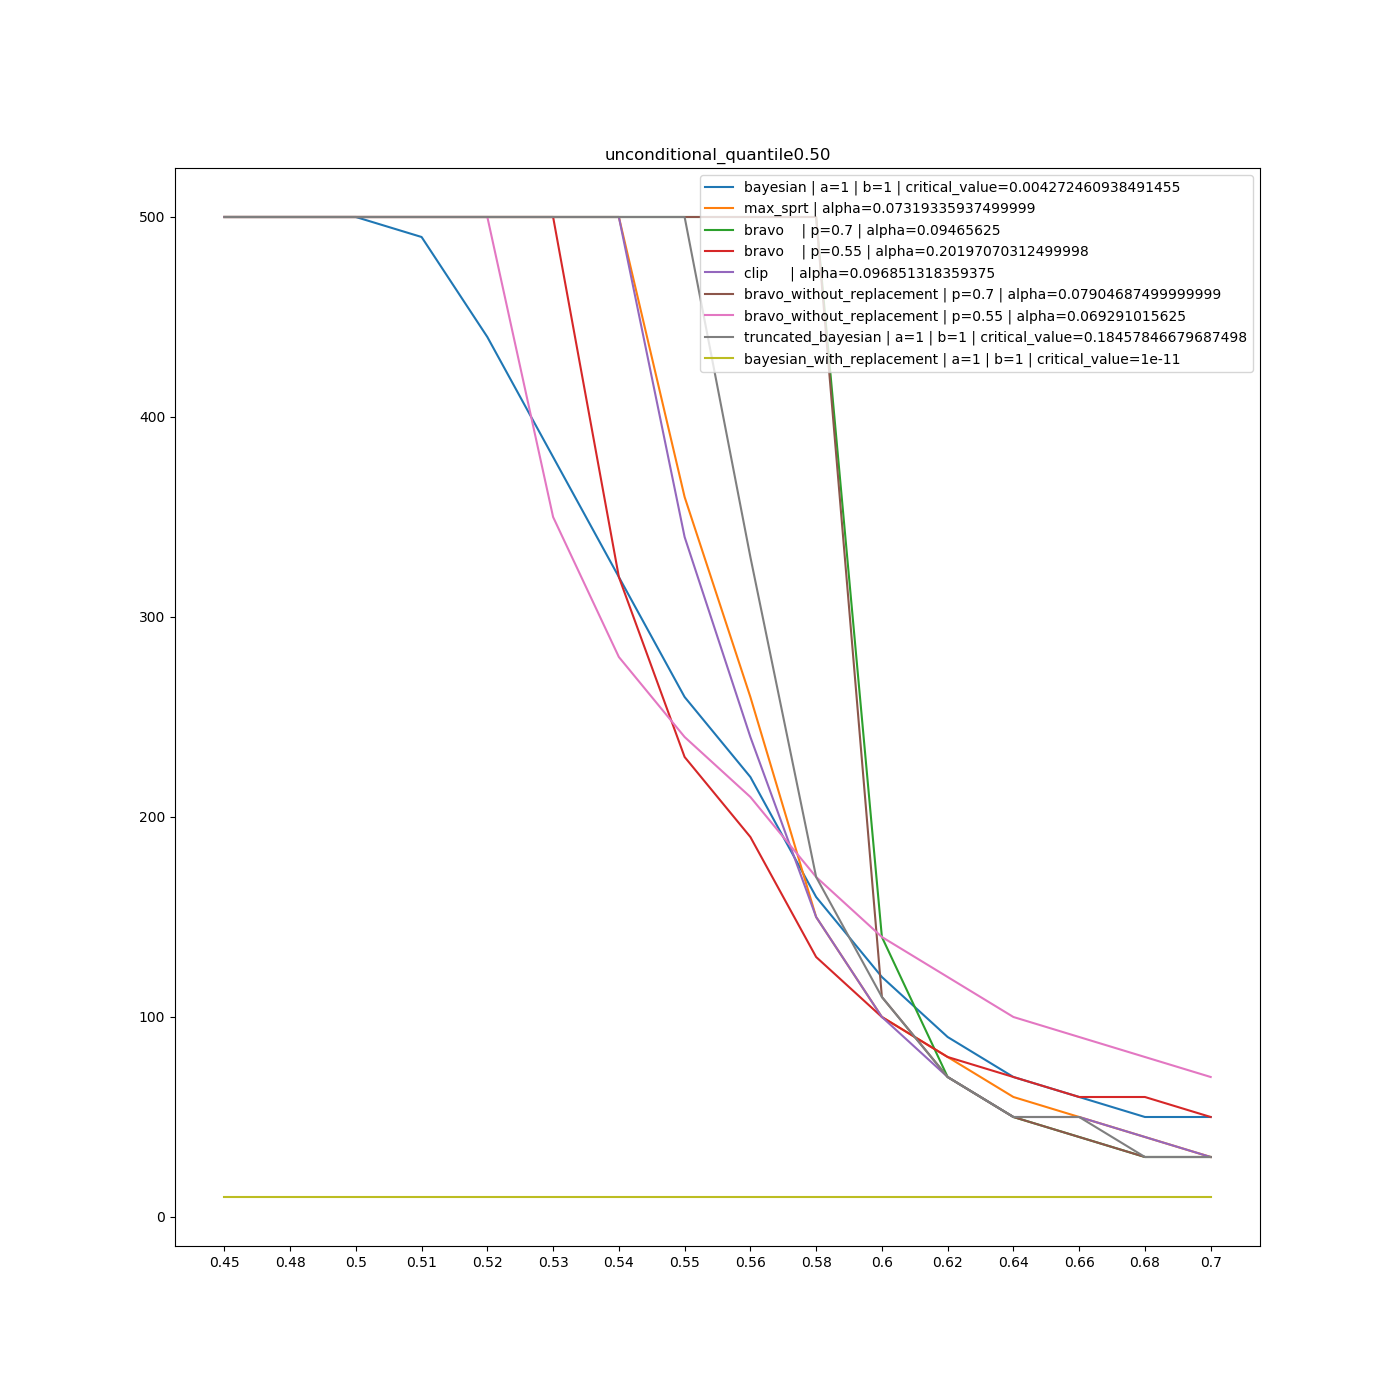 unconditional_quantile0.50
bayesian | a=1 | b=1 | critical_value=0.004272460938491455
max_sprt | alpha=0.07319335937499999
bravo    | p=0.7 | alpha=0.09465625
bravo    | p=0.55 | alpha=0.20197070312499998
clip     | alpha=0.096851318359375
bravo_without_replacement | p=0.7 | alpha=0.07904687499999999
bravo_without_replacement | p=0.55 | alpha=0.069291015625
truncated_bayesian | a=1 | b=1 | critical_value=0.18457846679687498
bayesian_with_replacement | a=1 | b=1 | critical_value=1e-11
500
400
300
200
100
0
0.45 0.48 0.5 0.51 0.52 0.53 0.54 0.55 0.56 0.58 0.6 0.62 0.64 0.66 0.68 0.7